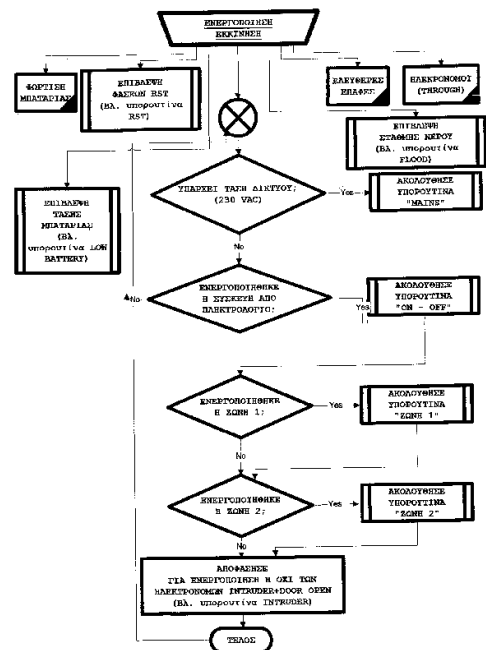 ΕΝΕΡΓΟΠΟΙΗΣΗ
ΕΚΚΙΝΗΣΗ
ΦΟΡΤΙΣΗ
ΜΠΑΤΑΡΙΑΣ
ΕΠΙΒΛΕΨΗ
ΦΑΣΕΩΝ RST
(Βλ. υπορουτίνα
RST)
ΕΛΕΥΘΕΡΕΣ
ΕΠΑΦΕΣ
ΗΛΕΚΤΡΟΝΟΜΟΙ
(THROUGH)
ΕΠΙΒΛΕΨΗ
ΣΤΑΘΜΗΣ ΝΕΡΟΥ
(Βλ. υπορουτίνα
FLOOD)
ΕΠΙΒΛΕΨΗ
ΤΑΣΗΣ
ΜΠΑΤΑΡΙΑΣ
(Βλ.
υπορουτίνα LOW
BATTERY)
ΥΠΑΡΧΕΙ ΤΑΣΗ ΔΙΚΤΥΟΥ;
(230 VAC)
Yes
ΑΚΟΛΟΥΘΗΣΕ
ΥΠΟΡΟΥΤΙΝΑ
"MAINS"
No
ΕΝΕΡΓΟΠΟΙΗΘΗΚΕ
Η ΣΥΣΚΕΥΗ ΑΠΟ
ΠΛΗΚΤΡΟΛΟΓΙΟ;
No
Yes
ΑΚΟΛΟΥΘΗΣΕ
ΥΠΟΡΟΥΤΙΝΑ
"ON - OFF"
ΕΝΕΡΓΟΠΟΙΗΘΗΚΕ
Η ΖΩΝΗ 1;
Yes
ΑΚΟΛΟΥΘΗΣΕ
ΥΠΟΡΟΥΤΙΝΑ
"ΖΩΝΗ 1"
No
ΕΝΕΡΓΟΠΟΙΗΘΗΚΕ
Η ΖΩΝΗ 2;
Yes
ΑΚΟΛΟΥΘΗΣΕ
ΥΠΟΡΟΥΤΙΝΑ
"ΖΩΝΗ 2"
No
ΑΠΟΦΑΣΗΣΕ
ΓΙΑ ΕΝΕΡΓΟΠΟΙΗΣΗ Η ΟΧΙ ΤΩΝ
ΗΛΕΚΤΡΟΝΟΜΩΝ INTRUDER+DOOR OPEN
(Βλ. υπορουτίνα INTRUDER)
ΤΕΛΟΣ